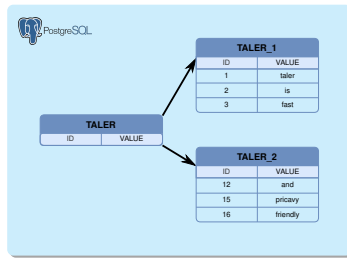 PostgreSQL
TALER_1
ID VALUE
1 taler
2 is
3 fast
TALER
ID VALUE
TALER_2
ID VALUE
12 and
15 pricavy
16 friendly